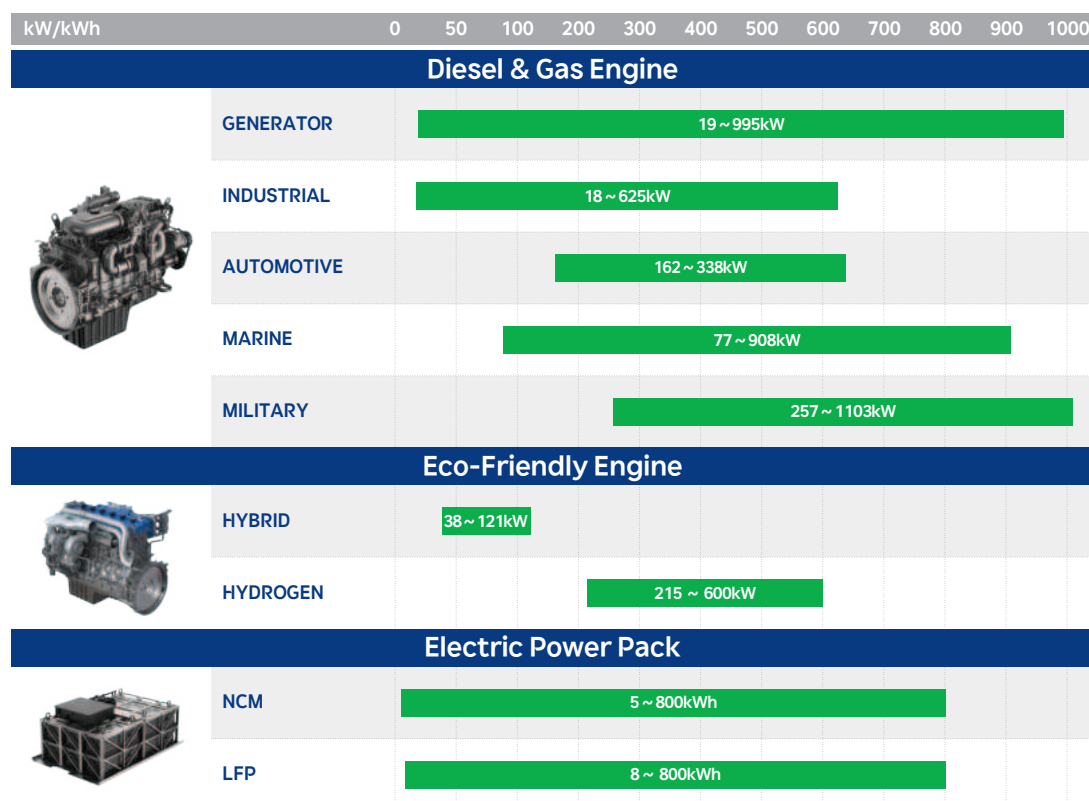 kW/kWh 0 50 100 200 300 400 500 600 700 800 900 1000
Diesel & Gas Engine
GENERATOR 19 ~ 995kW
INDUSTRIAL 18 ~ 625kW
AUTOMOTIVE 162 ~ 338kW
MARINE 77 ~ 908kW
MILITARY 257 ~ 1103kW
Eco-Friendly Engine
HYBRID 38 ~ 121kW
HYDROGEN 215 ~ 600kW
Electric Power Pack
NCM 5 ~ 800kWh
LFP 8 ~ 800kWh